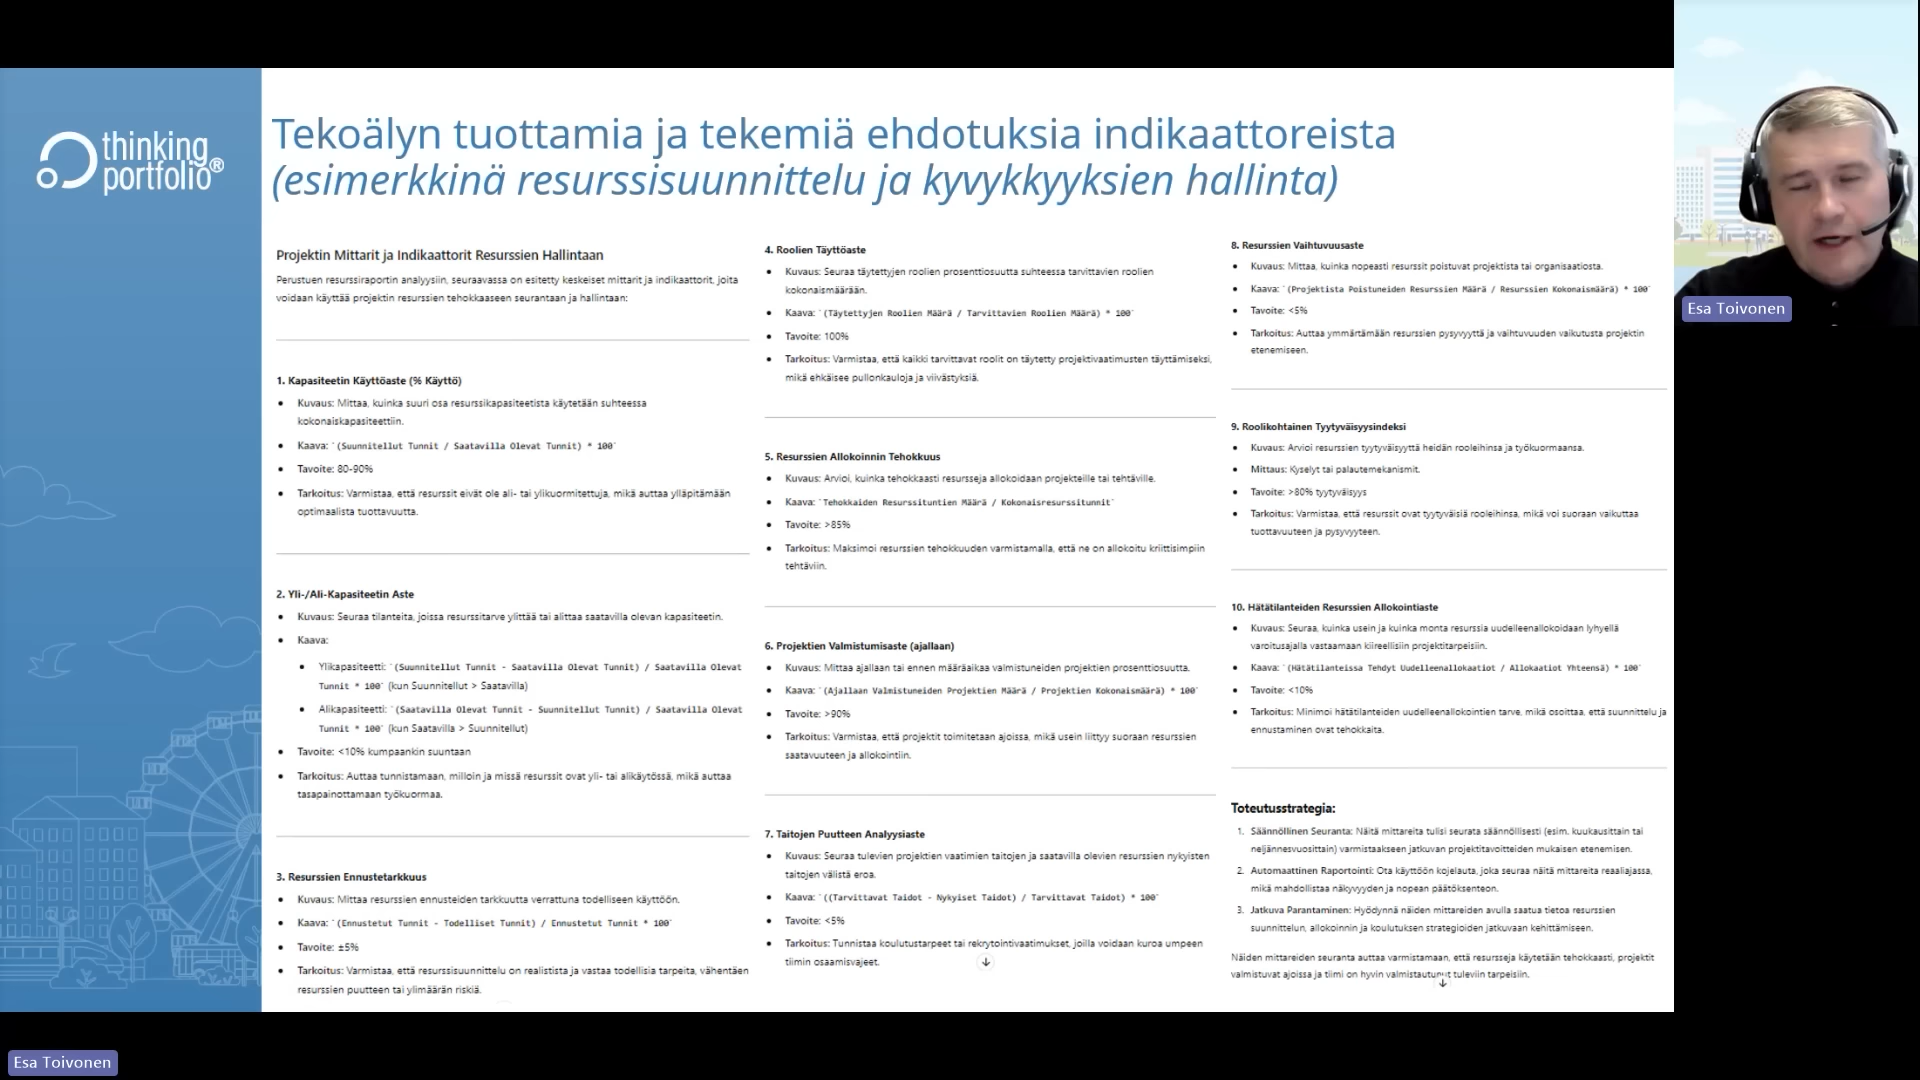 thinking
portfolio®
Tekoälyn tuottamia ja tekemiä ehdotuksia indikaattoreista
(esimerkkinä resurssisuunnittelu ja kyvykkyyksien hallinta)
Projektin Mittarit ja Indikaattorit Resurssien Hallintaan
Perustuen resurssiraportin analyysiin, seuraavassa on esitetty keskeiset mittarit ja indikaattorit, joita
voidaan käyttää projektin resurssien tehokkaaseen seurantaan ja hallintaan:
1. Kapasiteetin Käyttöaste (% Käyttö)
• Kuvaus: Mittaa, kuinka suuri osa resurssikapasiteetista käytetään suhteessa
kokonaiskapasiteettiin.
• Kaava: `(Suunnitellut Tunnit / Saatavilla Olevat Tunnit) * 100`
• Tavoite: 80-90%
• Tarkoitus: Varmistaa, että resurssit eivät ole ali- tai ylikuormitettuja, mikä auttaa ylläpitämään
optimaalista tuottavuutta.
2. Yli-/Ali-Kapasiteetin Aste
• Kuvaus: Seuraa tilanteita, joissa resurssitarve ylittää tai alittaa saatavilla olevan kapasiteetin.
• Kaava:
• Ylikapasiteetti: `(Suunnitellut Tunnit - Saatavilla Olevat Tunnit) / Saatavilla Olevat
Tunnit * 100` (kun Suunnitellut > Saatavilla)
• Alikapasiteetti: `(Saatavilla Olevat Tunnit - Suunnitellut Tunnit) / Saatavilla Olevat
Tunnit * 100` (kun Saatavilla > Suunnitellut)
• Tavoite: <10% kumpaankin suuntaan
• Tarkoitus: Auttaa tunnistamaan, milloin ja missä resurssit ovat yli- tai alikäytössä, mikä auttaa
tasapainottamaan työkuormaa.
3. Resurssien Ennustetarkkuus
• Kuvaus: Mittaa resurssien ennusteiden tarkkuutta verrattuna todelliseen käyttöön.
• Kaava: `(Ennustetut Tunnit - Todelliset Tunnit) / Ennustetut Tunnit * 100`
• Tavoite: ±5%
• Tarkoitus: Varmistaa, että resurssisuunnittelu on realistista ja vastaa todellisia tarpeita, vähentäen
resurssien puutteen tai ylimäärän riskiä.
4. Roolien Täyttöaste
• Kuvaus: Seuraa täytettyjen roolien prosenttiosuutta suhteessa tarvittavien roolien
kokonaismäärään.
• Kaava: `(Täytettyjen Roolien Määrä / Tarvittavien Roolien Määrä) * 100`
• Tavoite: 100%
• Tarkoitus: Varmistaa, että kaikki tarvittavat roolit on täytetty projektivaatimusten täyttämiseksi,
mikä ehkäisee pullonkauloja ja viivästyksiä.
5. Resurssien Allokoinnin Tehokkuus
• Kuvaus: Arvioi, kuinka tehokkaasti resursseja allokoidaan projekteille tai tehtäville.
• Kaava: `Tehokkaiden Resurssituntien Määrä / Kokonaisresurssitunnit`
• Tavoite: >85%
• Tarkoitus: Maksimoi resurssien tehokkuuden varmistamalla, että ne on allokoitu kriittisimpiin
tehtäviin.
6. Projektien Valmistumisaste (ajallaan)
• Kuvaus: Mittaa ajallaan tai ennen määräaikaa valmistuneiden projektien prosenttiosuutta.
• Kaava: `(Ajallaan Valmistuneiden Projektien Määrä / Projektien Kokonaismäärä) * 100`
• Tavoite: >90%
• Tarkoitus: Varmistaa, että projektit toimitetaan ajoissa, mikä usein liittyy suoraan resurssien
saatavuuteen ja allokointiin.
7. Taitojen Puutteen Analyysiaste
• Kuvaus: Seuraa tulevien projektien vaatimien taitojen ja saatavilla olevien resurssien nykyisten
taitojen välistä eroa.
• Kaava: `((Tarvittavat Taidot - Nykyiset Taidot) / Tarvittavat Taidot) * 100`
• Tavoite: <5%
• Tarkoitus: Tunnistaa koulutustarpeet tai rekrytointivaatimukset, joilla voidaan kuroa umpeen
tiimin osaamisvajeet.
8. Resurssien Vaihtuvuusaste
• Kuvaus: Mittaa, kuinka nopeasti resurssit poistuvat projektista tai organisaatiosta.
• Kaava: `(Projektista Poistuneiden Resurssien Määrä / Resurssien Kokonaismäärä) * 100`
• Tavoite: <5%
• Tarkoitus: Auttaa ymmärtämään resurssien pysyvyyttä ja vaihtuvuuden vaikutusta projektin
etenemiseen.
9. Roolikohtainen Tyytyväisyysindeksi
• Kuvaus: Arvioi resurssien tyytyväisyyttä heidän rooleihinsa ja työkuormaansa.
• Mittaus: Kyselyt tai palautemekanismit.
• Tavoite: >80% tyytyväisyys
• Tarkoitus: Varmistaa, että resurssit ovat tyytyväisiä rooleihinsa, mikä voi suoraan vaikuttaa
tuottavuuteen ja pysyvyyteen.
10. Hätätilanteiden Resurssien Allokointiaste
• Kuvaus: Seuraa, kuinka usein ja kuinka monta resurssia uudelleenallokoidaan lyhyellä
varoitusajalla vastaamaan kiireellisiin projektitarpeisiin.
• Kaava: `(Hätätilanteissa Tehdyt Uudelleenallokaatiot / Allokaatiot Yhteensä) * 100`
• Tavoite: <10%
• Tarkoitus: Minimoi hätätilanteiden uudelleenallokointien tarve, mikä osoittaa, että suunnittelu ja
ennustaminen ovat tehokkaita.
Toteutusstrategia:
1. Säännöllinen Seuranta: Näitä mittareita tulisi seurata säännöllisesti (esim. kuukausittain tai
neljännesvuosittain) varmistaakseen jatkuvan projektitavoitteiden mukaisen etenemisen.
2. Automaattinen Raportointi: Ota käyttöön kojelauta, joka seuraa näitä mittareita reaaliajassa,
mikä mahdollistaa näkyvyyden ja nopean päätöksenteon.
3. Jatkuva Parantaminen: Hyödynnä näiden mittareiden avulla saatua tietoa resurssien
suunnittelun, allokoinnin ja koulutuksen strategioiden jatkuvaan kehittämiseen.
Näiden mittareiden seuranta auttaa varmistamaan, että resursseja käytetään tehokkaasti, projektit
valmistuvat ajoissa ja tiimi on hyvin valmistautunut tuleviin tarpeisiin.
Esa Toivonen
Esa Toivonen